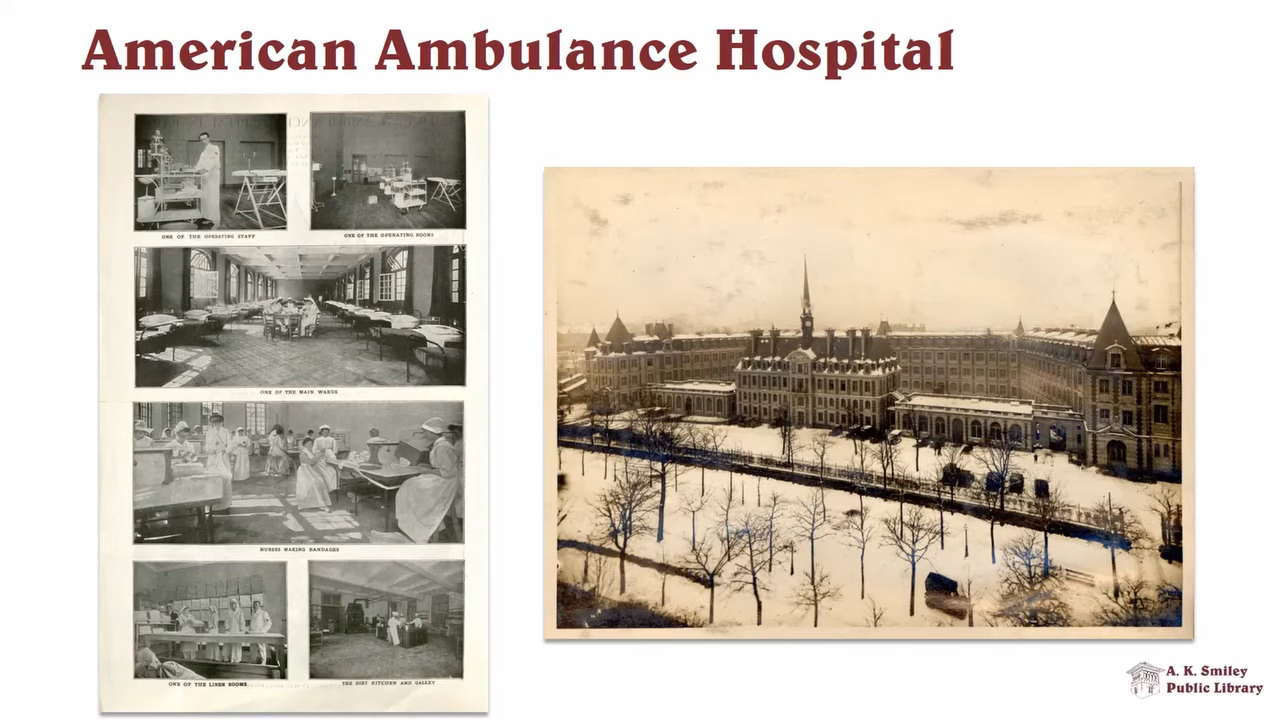 American Ambulance Hospital
ONE OF THE OPERATING STAFF
ONE OF THE OPERATING ROOMS
ONE OF THE MAIN WARDS
NURSES MAKING BANDAGES
ONE OF THE LINEN ROOMS
THE DIET KITCHEN AND GALLEY
A. K. Smiley
Public Library